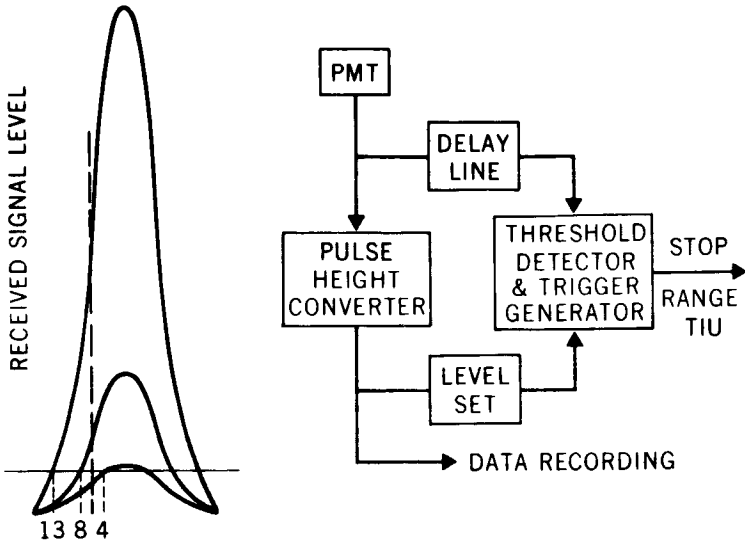 RECEIVED SIGNAL LEVEL
13 8 4
PMT
DELAY
LINE
PULSE
HEIGHT
CONVERTER
THRESHOLD
DETECTOR
& TRIGGER
GENERATOR
STOP
RANGE
TIU
LEVEL
SET
DATA RECORDING